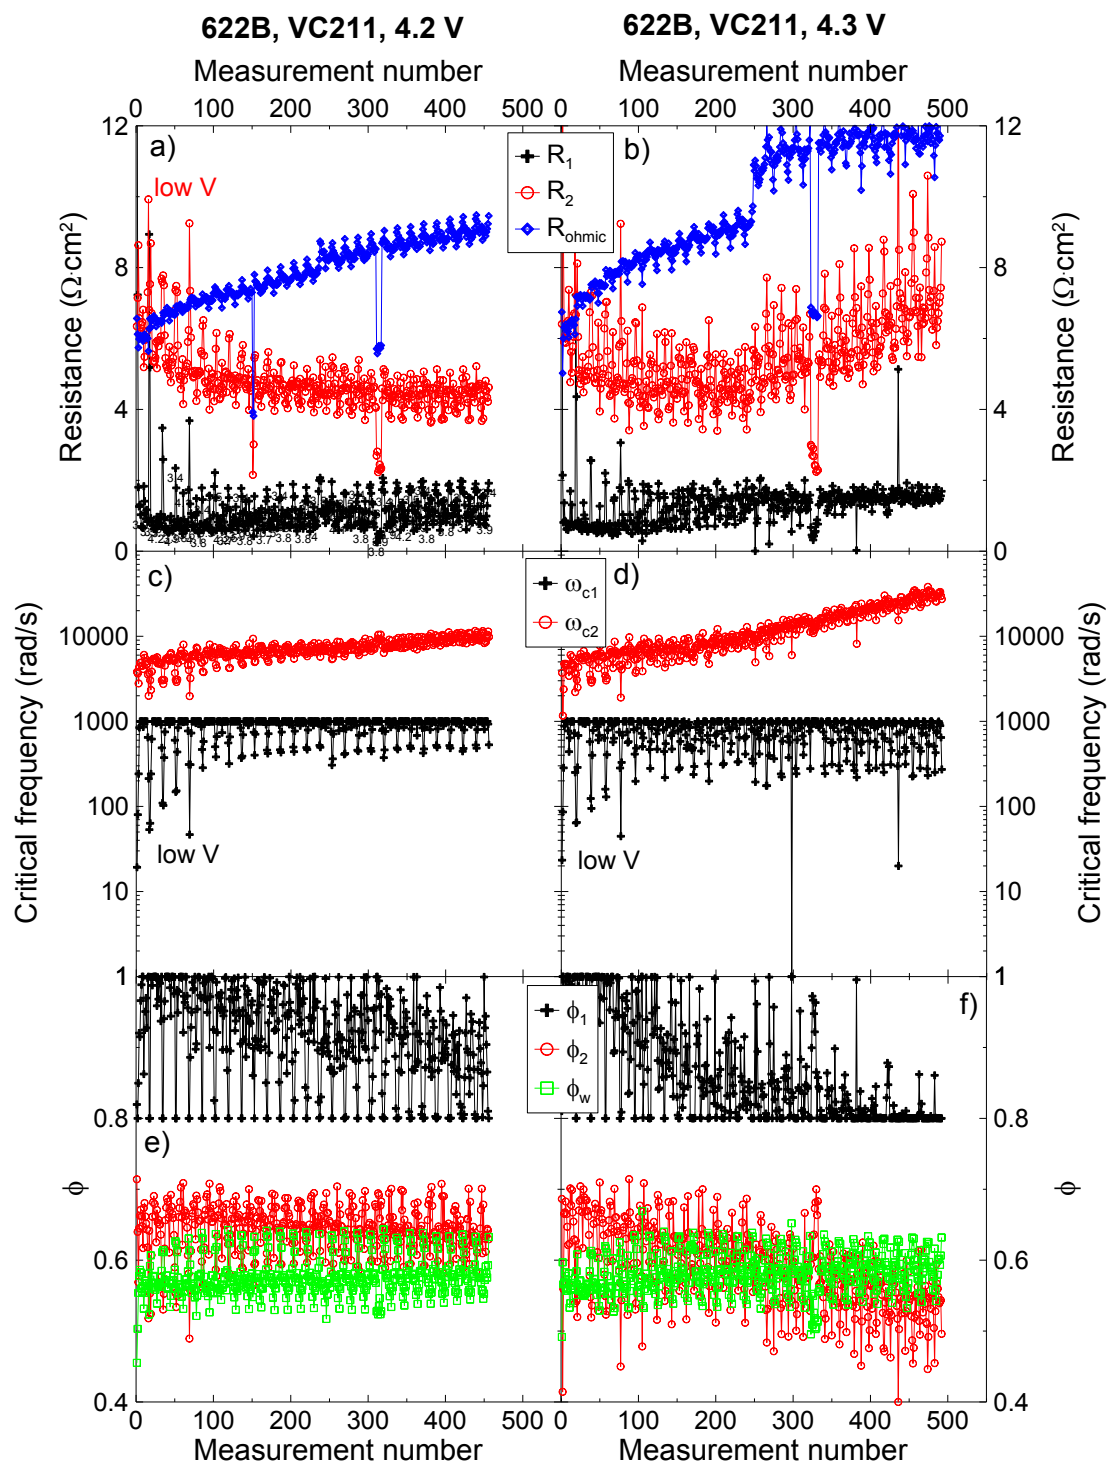 622B, VC211, 4.2 V
622B, VC211, 4.3 V
Measurement number
Measurement number
0 100 200 300 400 500
0 100 200 300 400 500
12
8
4
0
Resistance (Ω·cm²)
a)
low V
R₁
R₂
R_ohmic
b)
12
8
4
0
Resistance (Ω·cm²)
c)
10000
1000
100
10
1
Critical frequency (rad/s)
low V
ω_c1
ω_c2
d)
low V
10000
1000
100
10
1
Critical frequency (rad/s)
0.8
0.6
0.4
ϕ
e)
ϕ₁
ϕ₂
ϕ_w
f)
0.8
0.6
0.4
ϕ
0 100 200 300 400 500
0 100 200 300 400 500
Measurement number
Measurement number